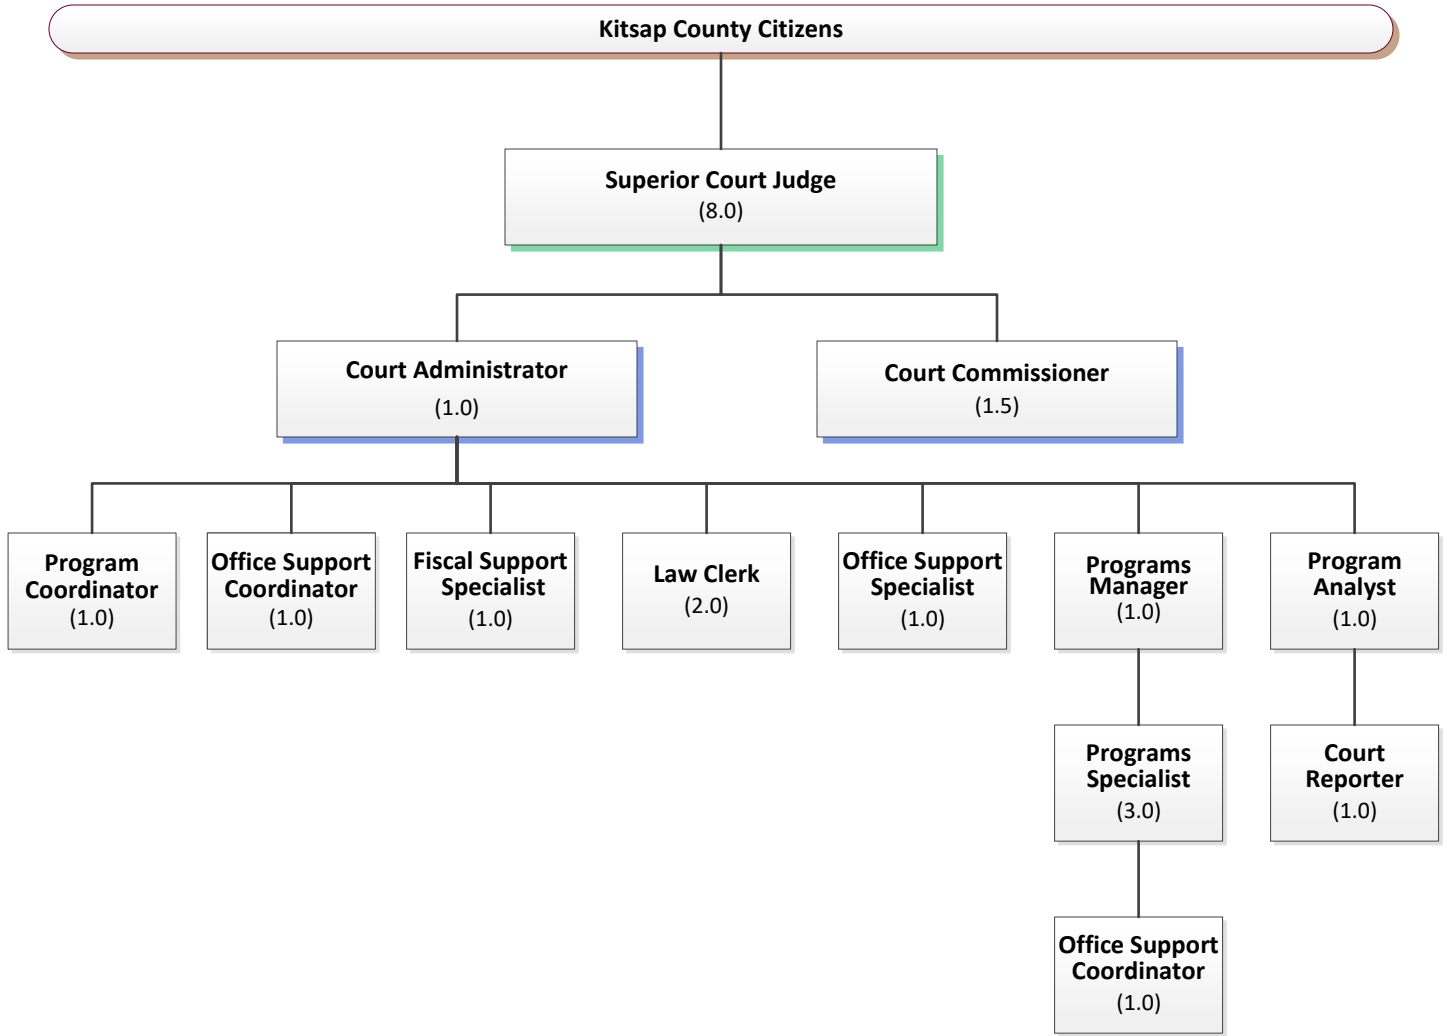 Kitsap County Citizens
Superior Court Judge
(8.0)
Court Administrator
(1.0)
Court Commissioner
(1.5)
Program
Coordinator
(1.0)
Office Support
Coordinator
(1.0)
Fiscal Support
Specialist
(1.0)
Law Clerk
(2.0)
Office Support
Specialist
(1.0)
Programs
Manager
(1.0)
Program
Analyst
(1.0)
Programs
Specialist
(3.0)
Court
Reporter
(1.0)
Office Support
Coordinator
(1.0)